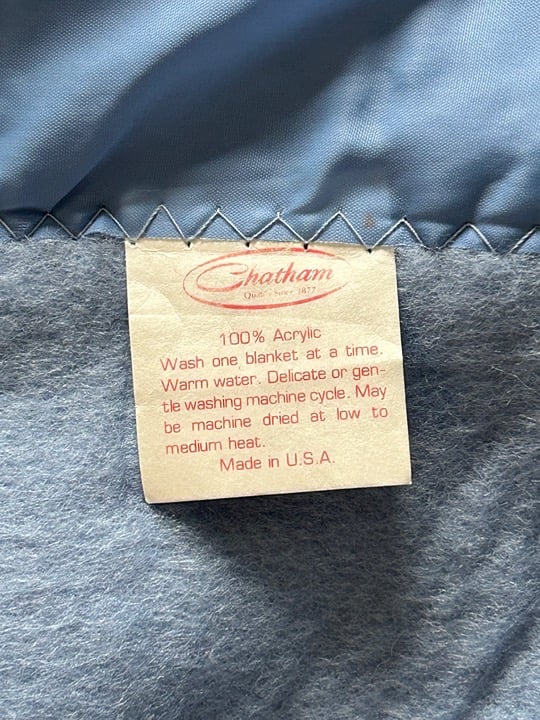 Chatham
Quality Since 1877
100% Acrylic
Wash one blanket at a time.
Warm water. Delicate or gen-
tle washing machine cycle. May
be machine dried at low to
medium heat.
Made in U.S.A.